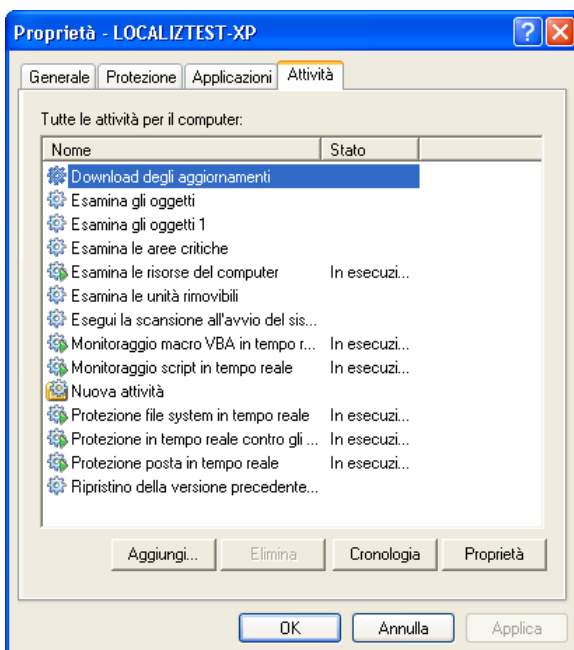 Proprietà - LOCALIZTEST-XP
Generale Protezione Applicazioni Attività
Tutte le attività per il computer:
Nome Stato
Download degli aggiornamenti
Esamina gli oggetti
Esamina gli oggetti 1
Esamina le aree critiche
Esamina le risorse del computer In esecuzi...
Esamina le unità rimovibili
Esegui la scansione all'avvio del sis...
Monitoraggio macro VBA in tempo r... In esecuzi...
Monitoraggio script in tempo reale In esecuzi...
Nuova attività
Protezione file system in tempo reale In esecuzi...
Protezione in tempo reale contro gli ... In esecuzi...
Protezione posta in tempo reale In esecuzi...
Ripristino della versione precedente...
Aggiungi... Elimina Cronologia Proprietà
OK Annulla Applica